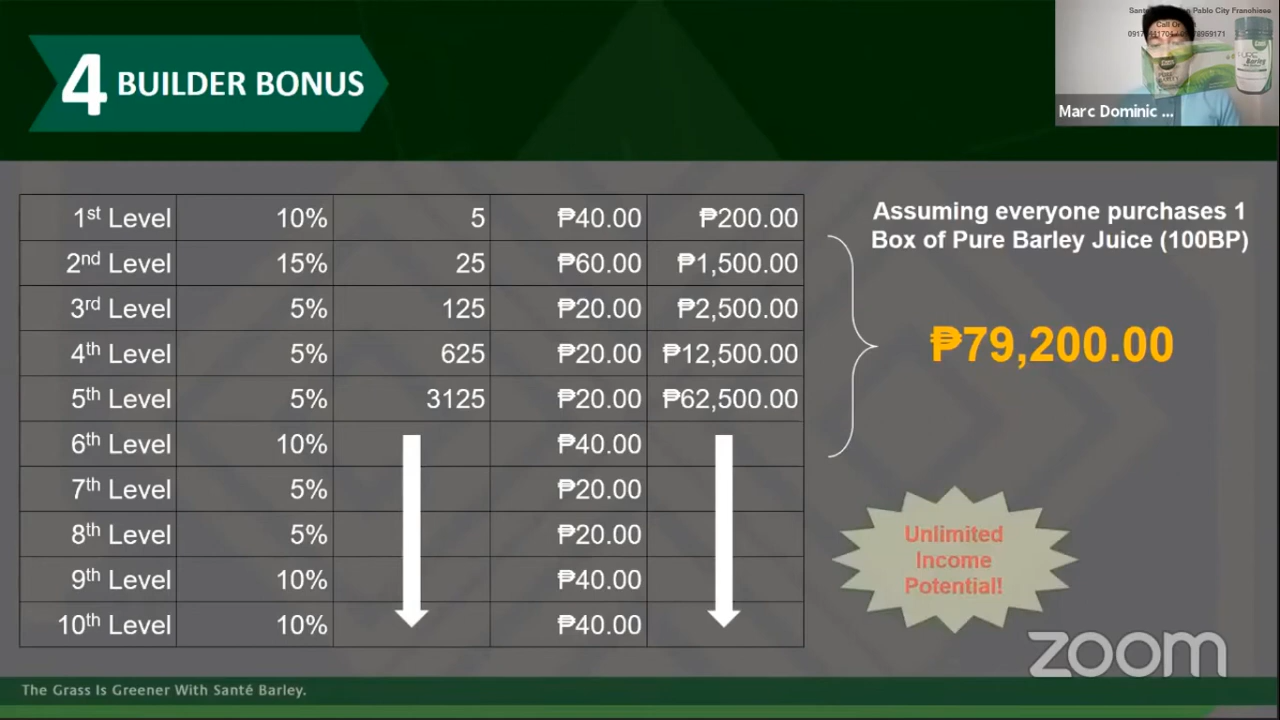 4 BUILDER BONUS
Marc Dominic ...
1st Level 10% 5 ₱40.00 ₱200.00
2nd Level 15% 25 ₱60.00 ₱1,500.00
3rd Level 5% 125 ₱20.00 ₱2,500.00
4th Level 5% 625 ₱20.00 ₱12,500.00
5th Level 5% 3125 ₱20.00 ₱62,500.00
6th Level 10% ₱40.00
7th Level 5% ₱20.00
8th Level 5% ₱20.00
9th Level 10% ₱40.00
10th Level 10% ₱40.00
Assuming everyone purchases 1
Box of Pure Barley Juice (100BP)
₱79,200.00
Unlimited
Income
Potential!
zoom
The Grass Is Greener With Santé Barley.